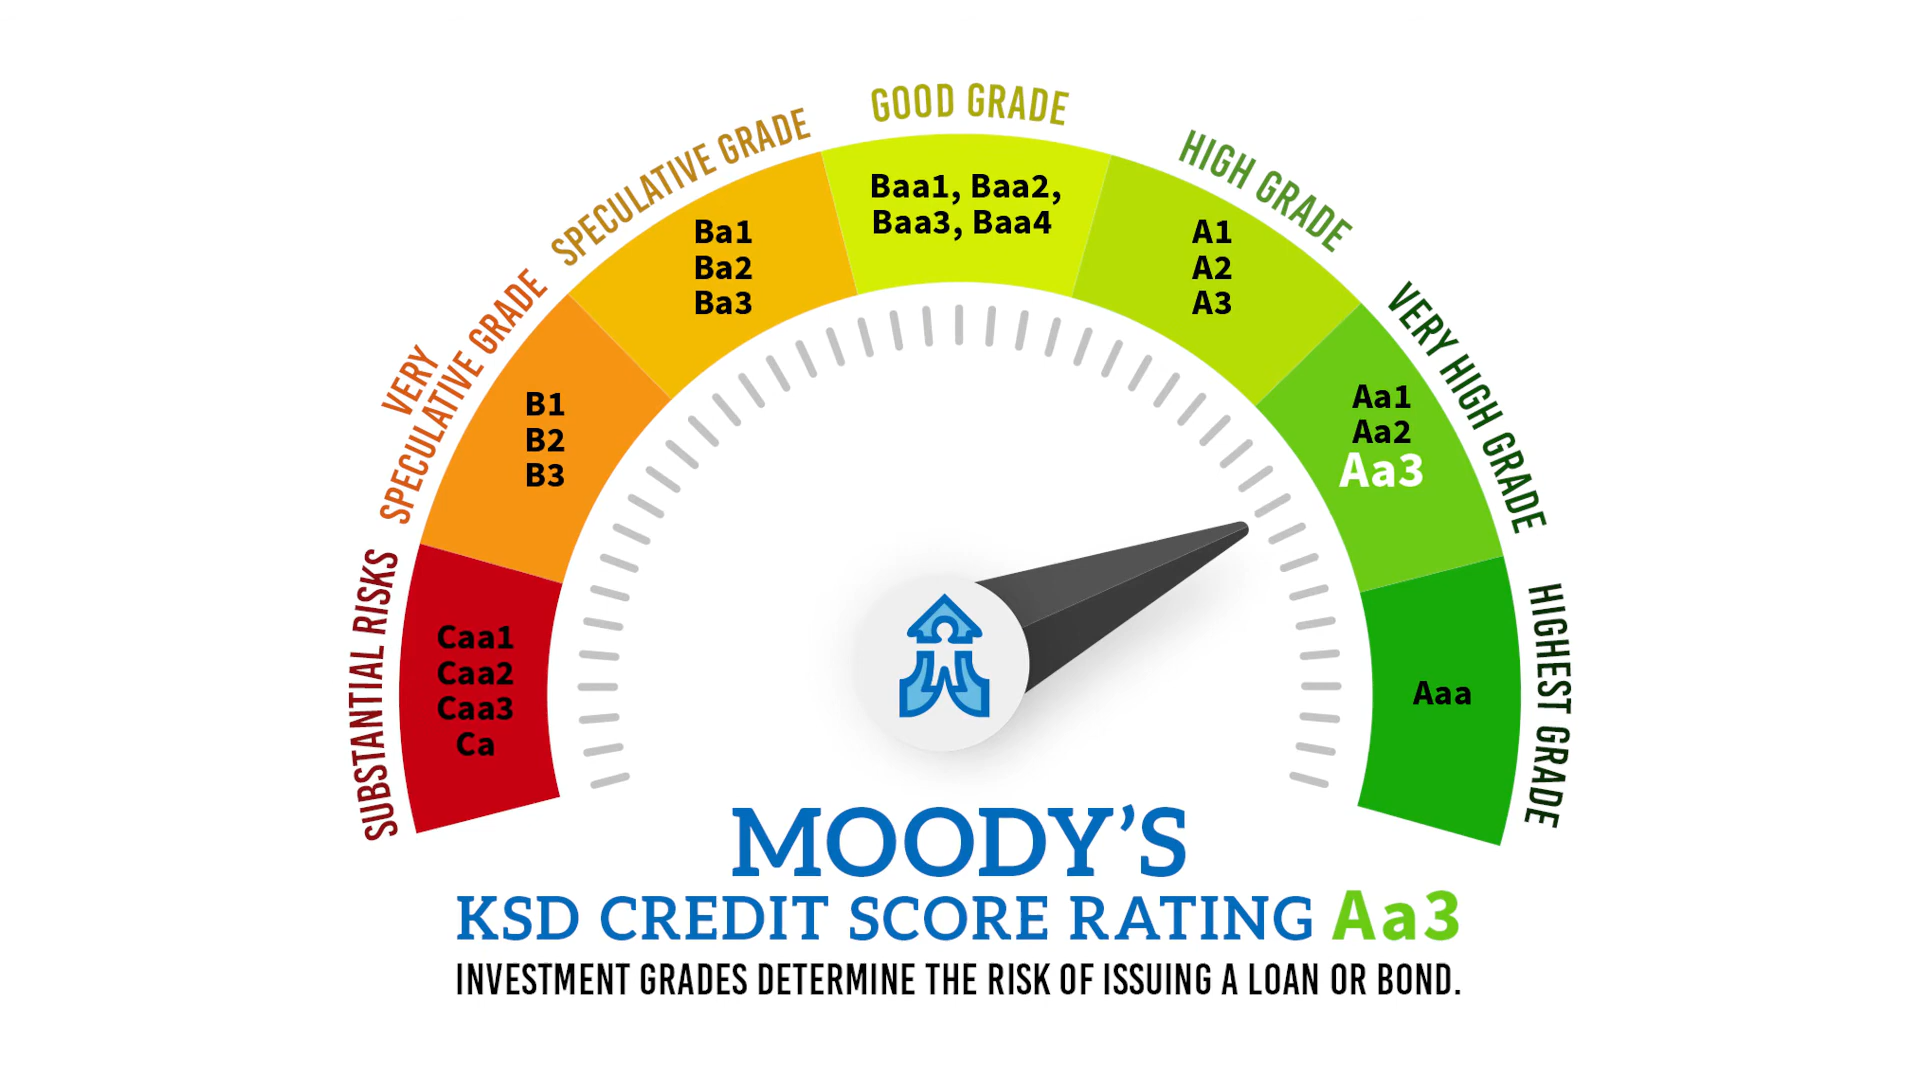 SUBSTANTIAL RISKS
Caa1
Caa2
Caa3
Ca
VERY
SPECULATIVE GRADE
B1
B2
B3
SPECULATIVE GRADE
Ba1
Ba2
Ba3
GOOD GRADE
Baa1, Baa2,
Baa3, Baa4
HIGH GRADE
A1
A2
A3
VERY HIGH GRADE
Aa1
Aa2
Aa3
HIGHEST GRADE
Aaa
MOODY’S
KSD CREDIT SCORE RATING Aa3
INVESTMENT GRADES DETERMINE THE RISK OF ISSUING A LOAN OR BOND.